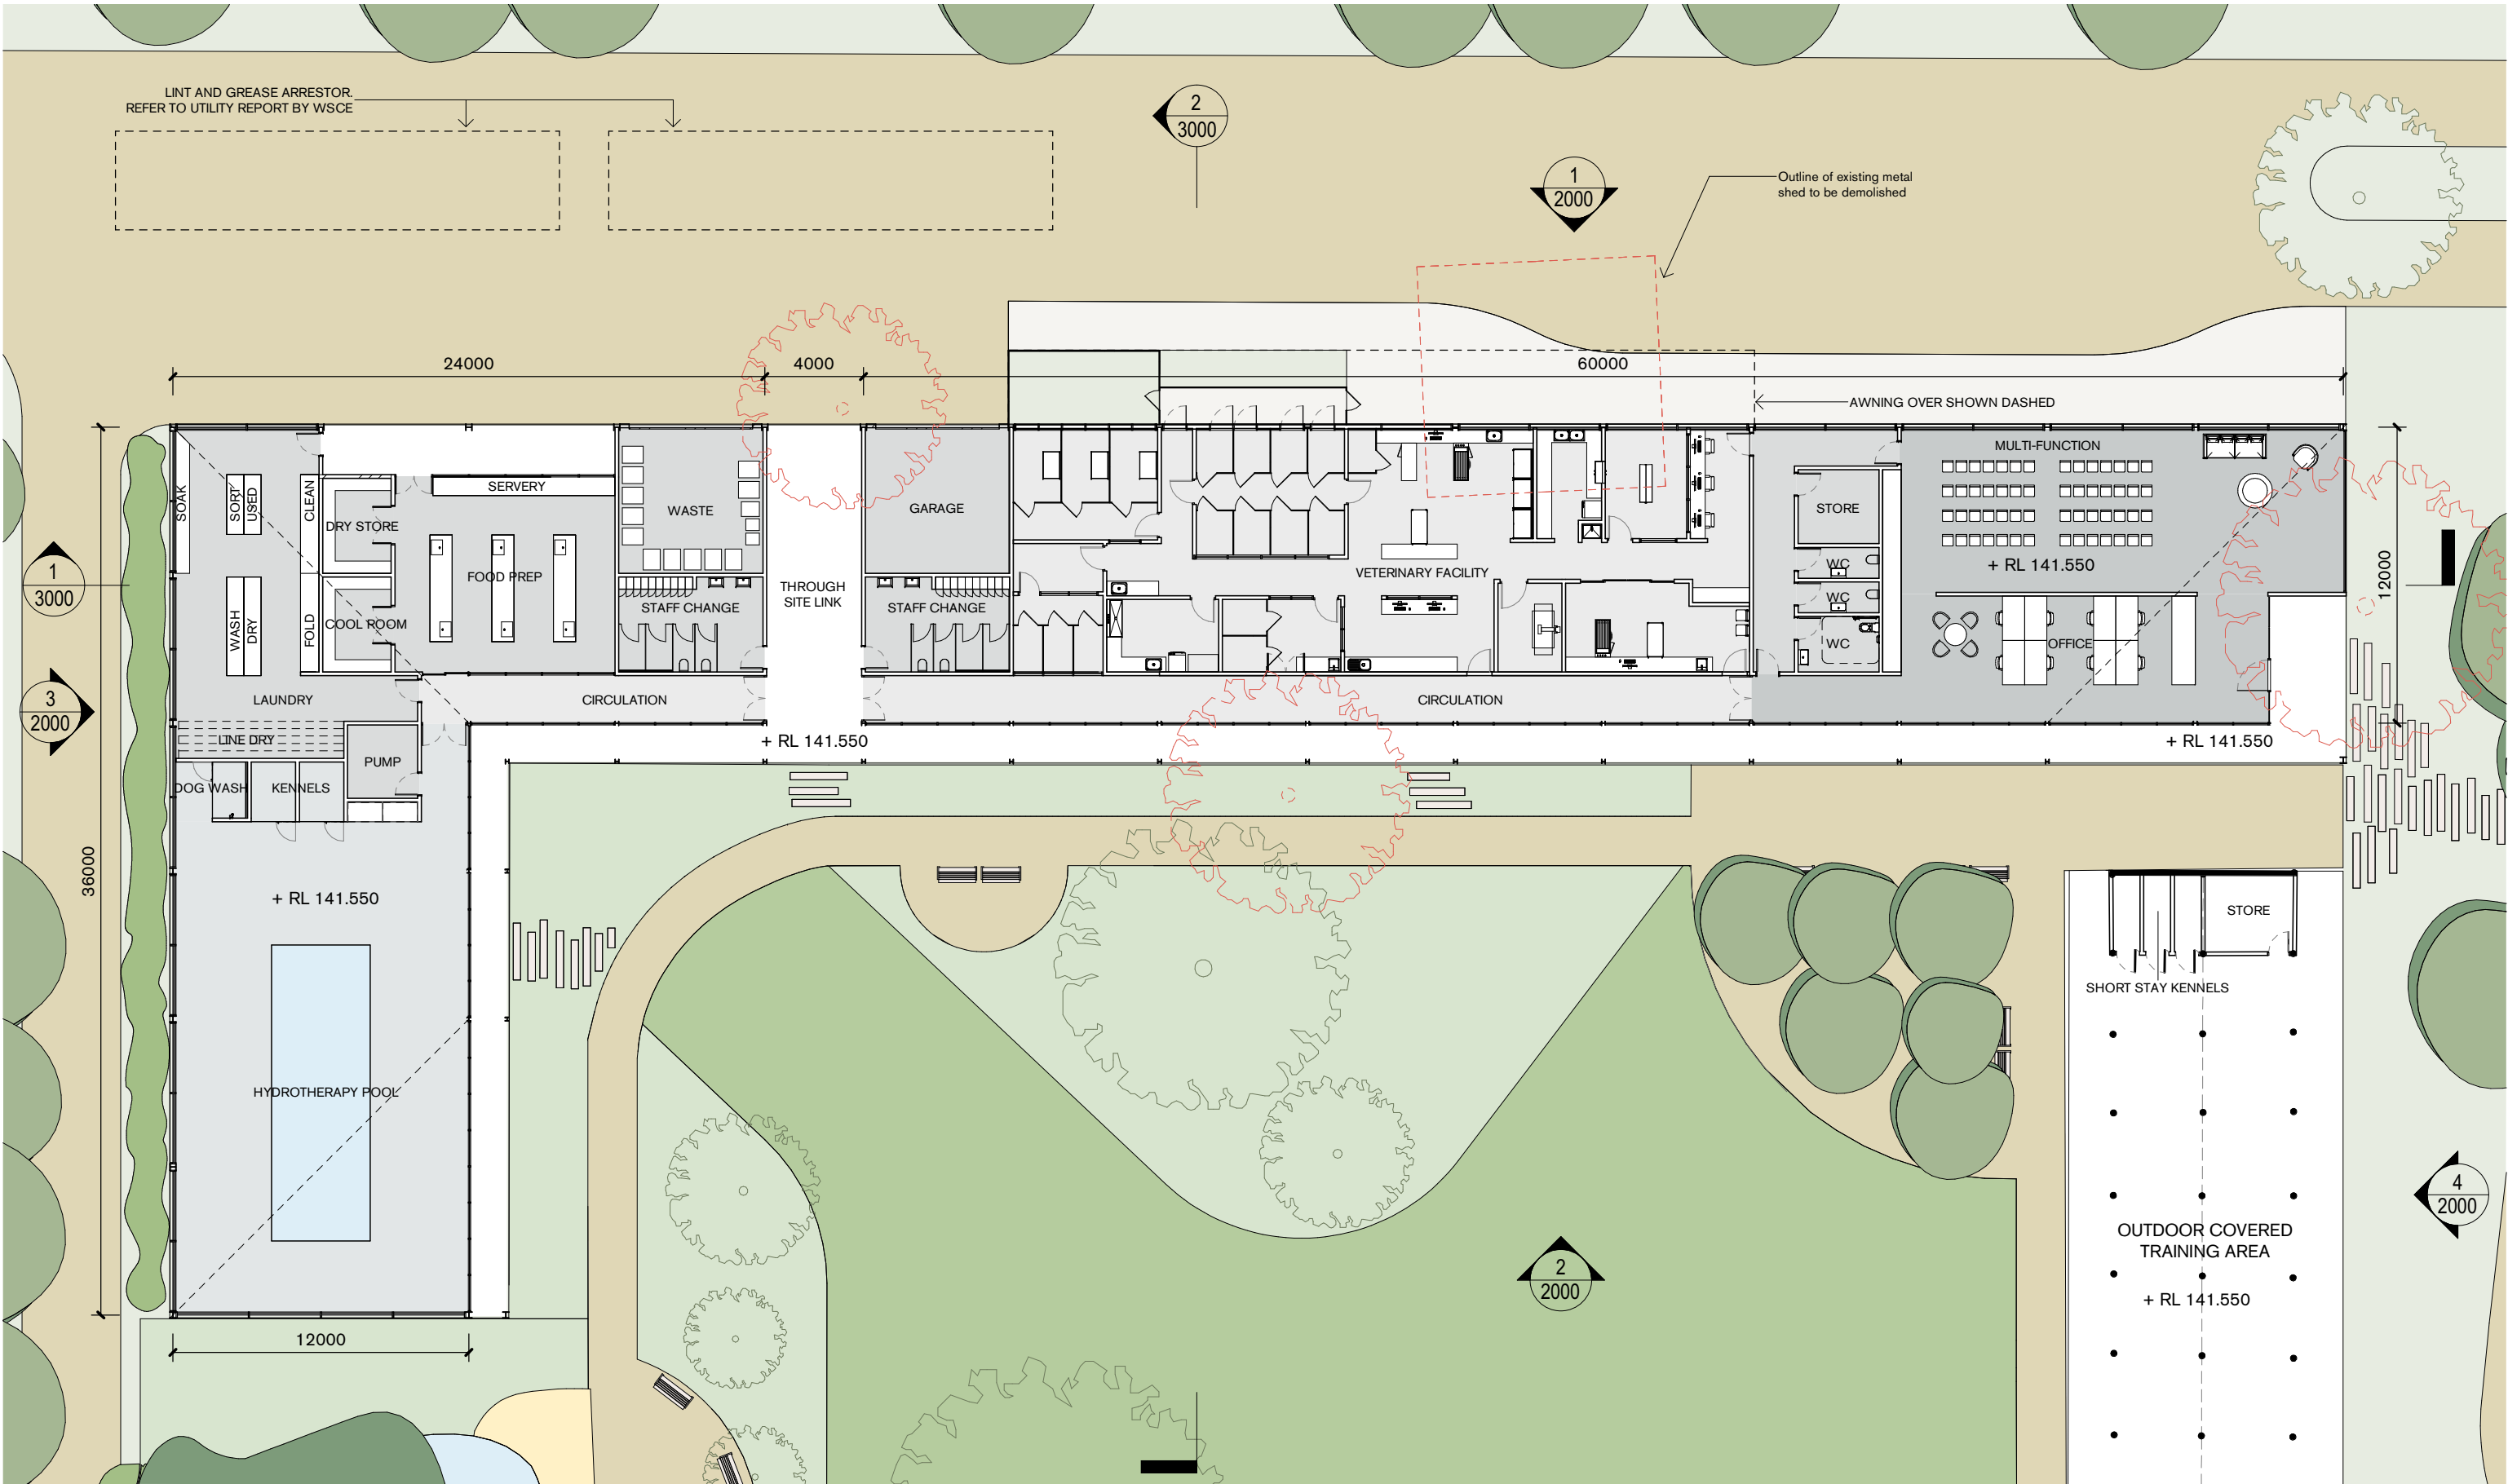 LINT AND GREASE ARRESTOR.
REFER TO UTILITY REPORT BY WSCE
2
3000
1
2000
Outline of existing metal
shed to be demolished
24000
4000
60000
AWNING OVER SHOWN DASHED
MULTI-FUNCTION
SOAK
SORT
USED
CLEAN
SERVERY
DRY STORE
WASTE
GARAGE
STORE
+ RL 141.550
12000
1
3000
FOOD PREP
VETERINARY FACILITY
WC
THROUGH
SITE LINK
WC
STAFF CHANGE
STAFF CHANGE
WASH
DRY
FOLD
COOL ROOM
WC
OFFICE
3
2000
LAUNDRY
CIRCULATION
CIRCULATION
LINE DRY
+ RL 141.550
+ RL 141.550
PUMP
DOG WASH
KENNELS
36000
+ RL 141.550
STORE
SHORT STAY KENNELS
HYDROTHERAPY POOL
4
2000
OUTDOOR COVERED
TRAINING AREA
2
2000
+ RL 141.550
12000